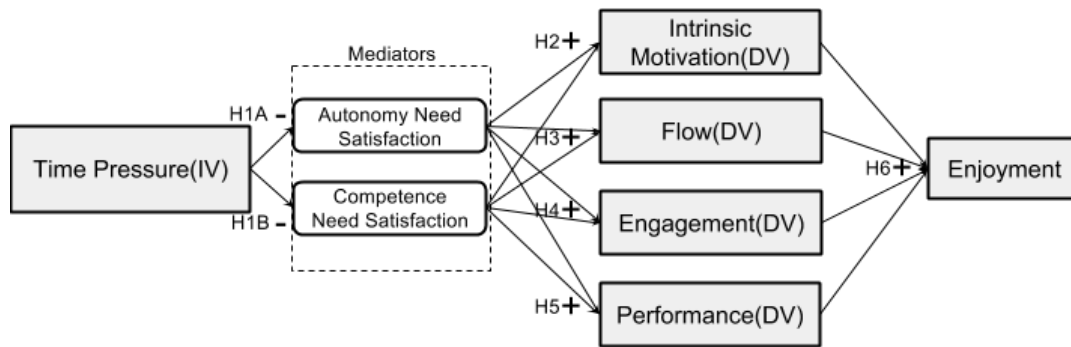 Mediators
Time Pressure(IV)
H1A -
H1B -
Autonomy Need
Satisfaction
Competence
Need Satisfaction
H2+
H3+
H4+
H5+
Intrinsic
Motivation(DV)
Flow(DV)
Engagement(DV)
Performance(DV)
H6+
Enjoyment